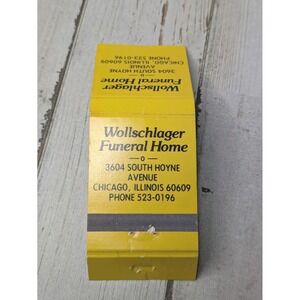 Wollschlager
Funeral Home
3604 SOUTH HOYNE
AVENUE
CHICAGO, ILLINOIS 60609
PHONE 523-0196
Wollschlager
Funeral Home
—o—
3604 SOUTH HOYNE
AVENUE
CHICAGO, ILLINOIS 60609
PHONE 523-0196